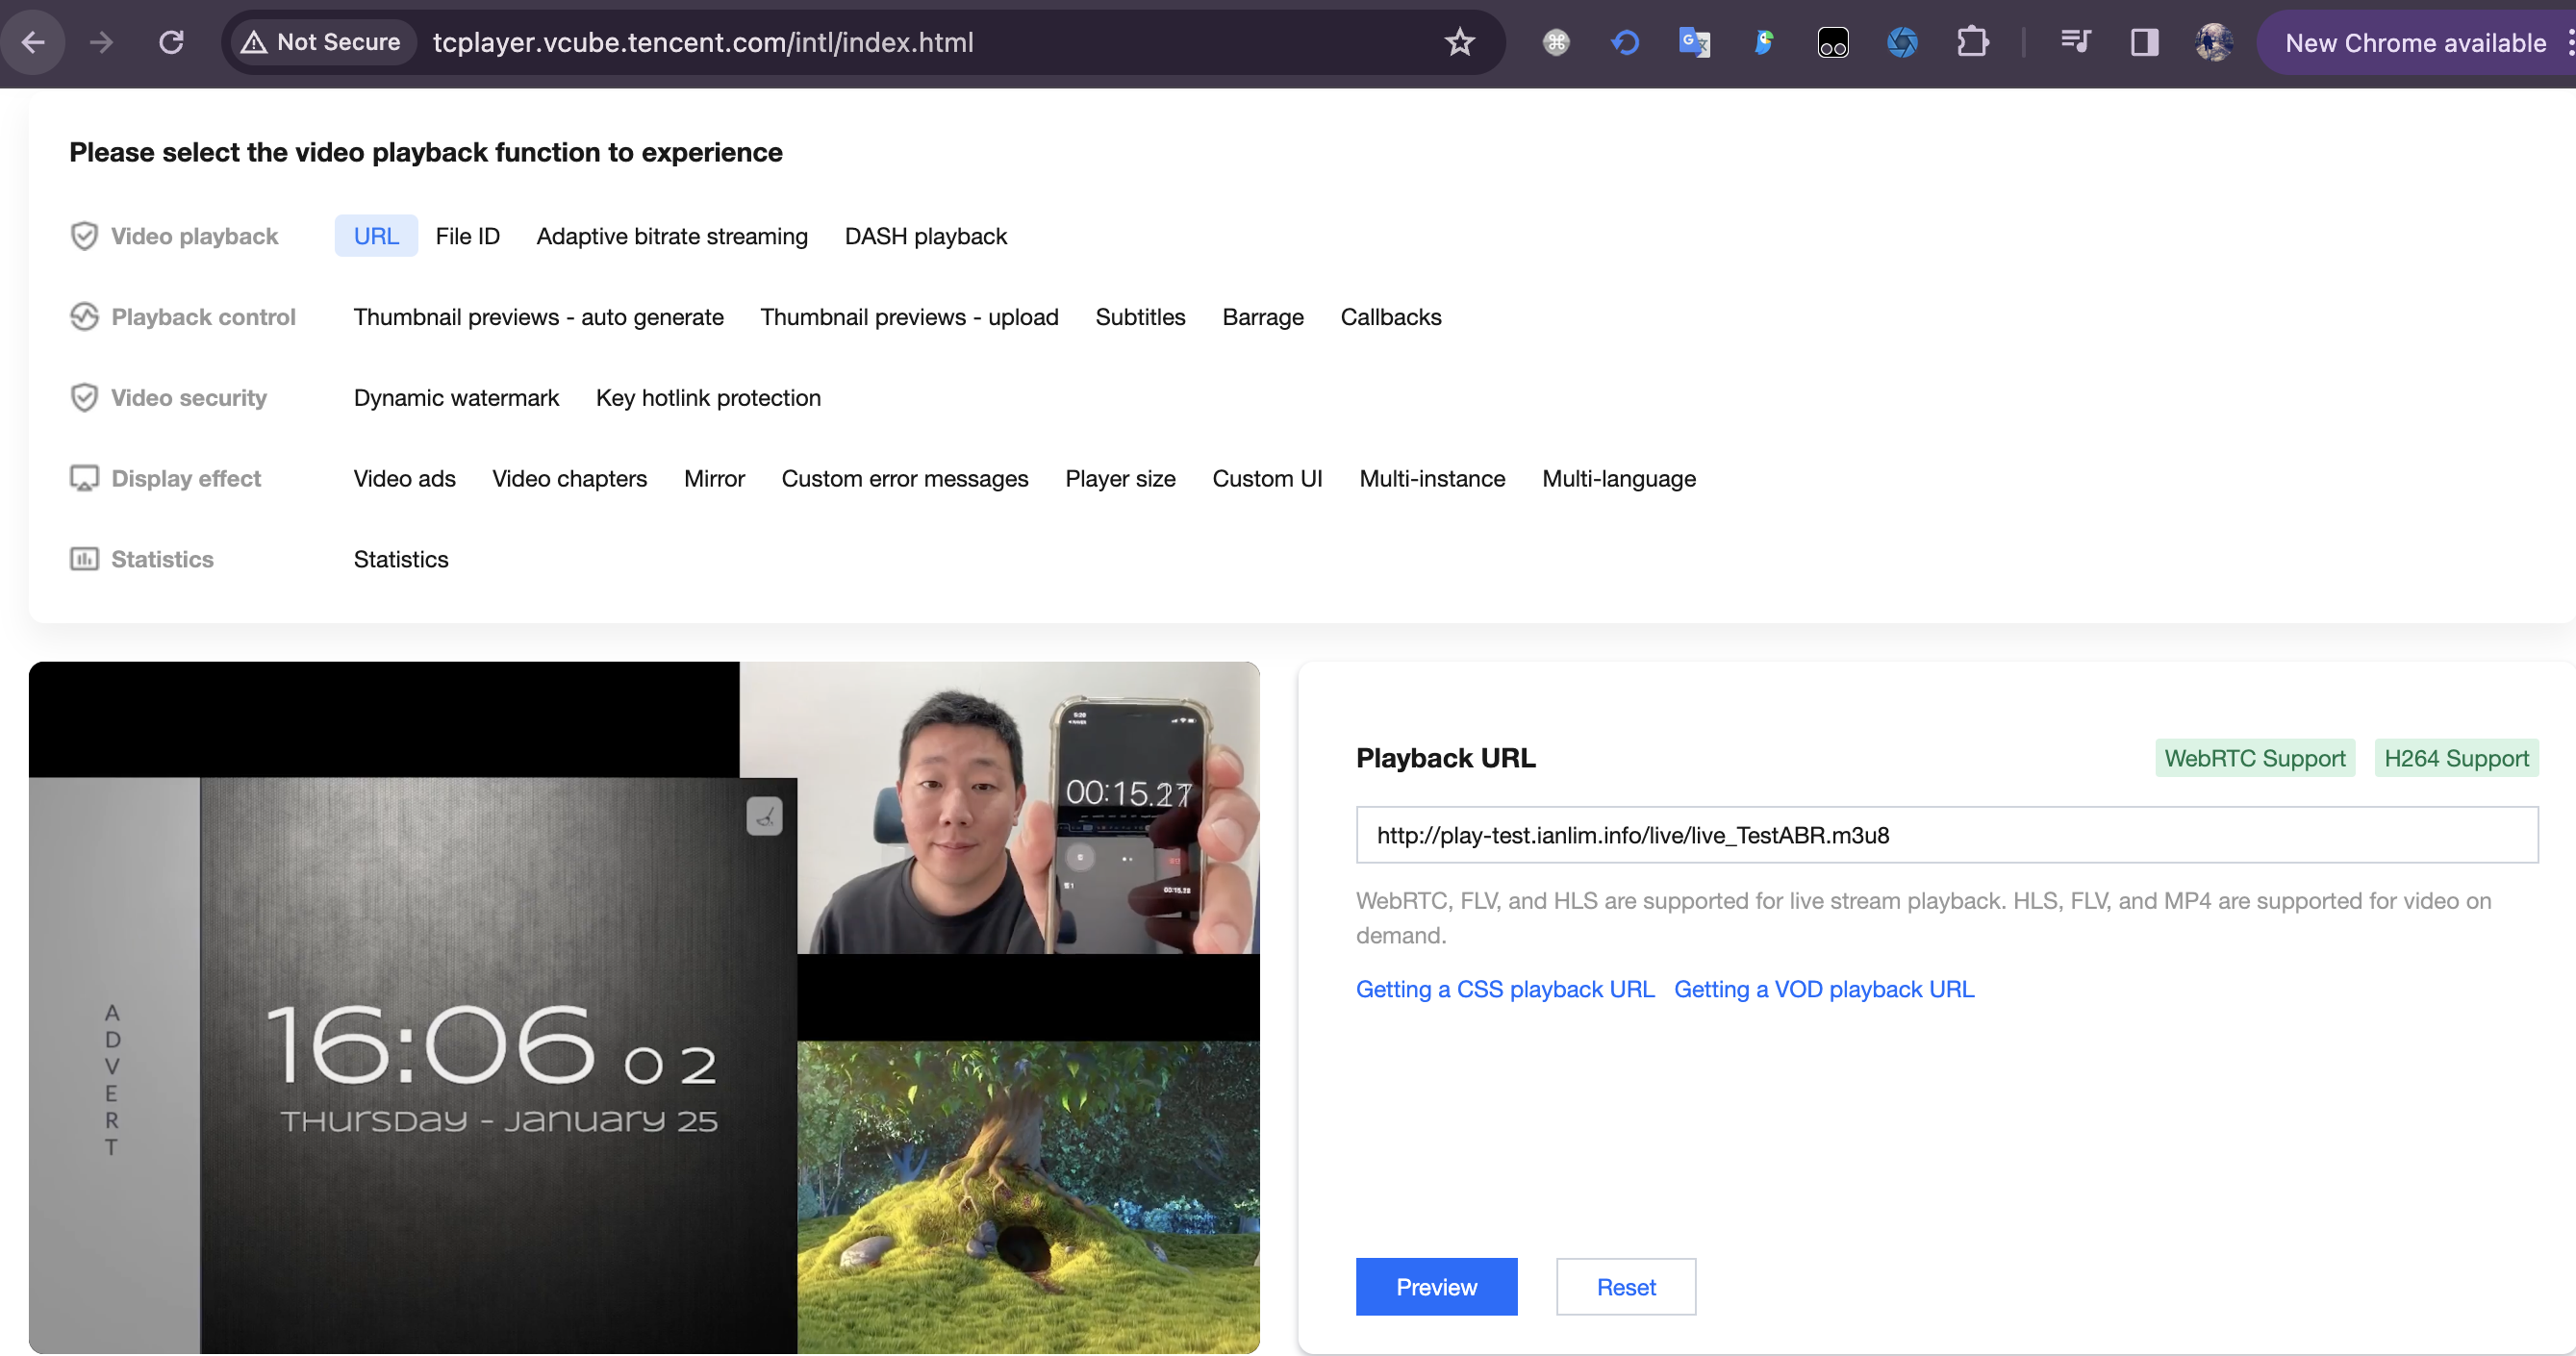 Not Secure tcplayer.vcube.tencent.com/intl/index.html New Chrome available
Please select the video playback function to experience
Video playback URL File ID Adaptive bitrate streaming DASH playback
Playback control Thumbnail previews - auto generate Thumbnail previews - upload Subtitles Barrage Callbacks
Video security Dynamic watermark Key hotlink protection
Display effect Video ads Video chapters Mirror Custom error messages Player size Custom UI Multi-instance Multi-language
Statistics Statistics
00:15.27
ADVERT
16:06 02
Thursday - January 25
Playback URL WebRTC Support H264 Support
http://play-test.ianlim.info/live/live_TestABR.m3u8
WebRTC, FLV, and HLS are supported for live stream playback. HLS, FLV, and MP4 are supported for video on
demand.
Getting a CSS playback URL Getting a VOD playback URL
Preview Reset